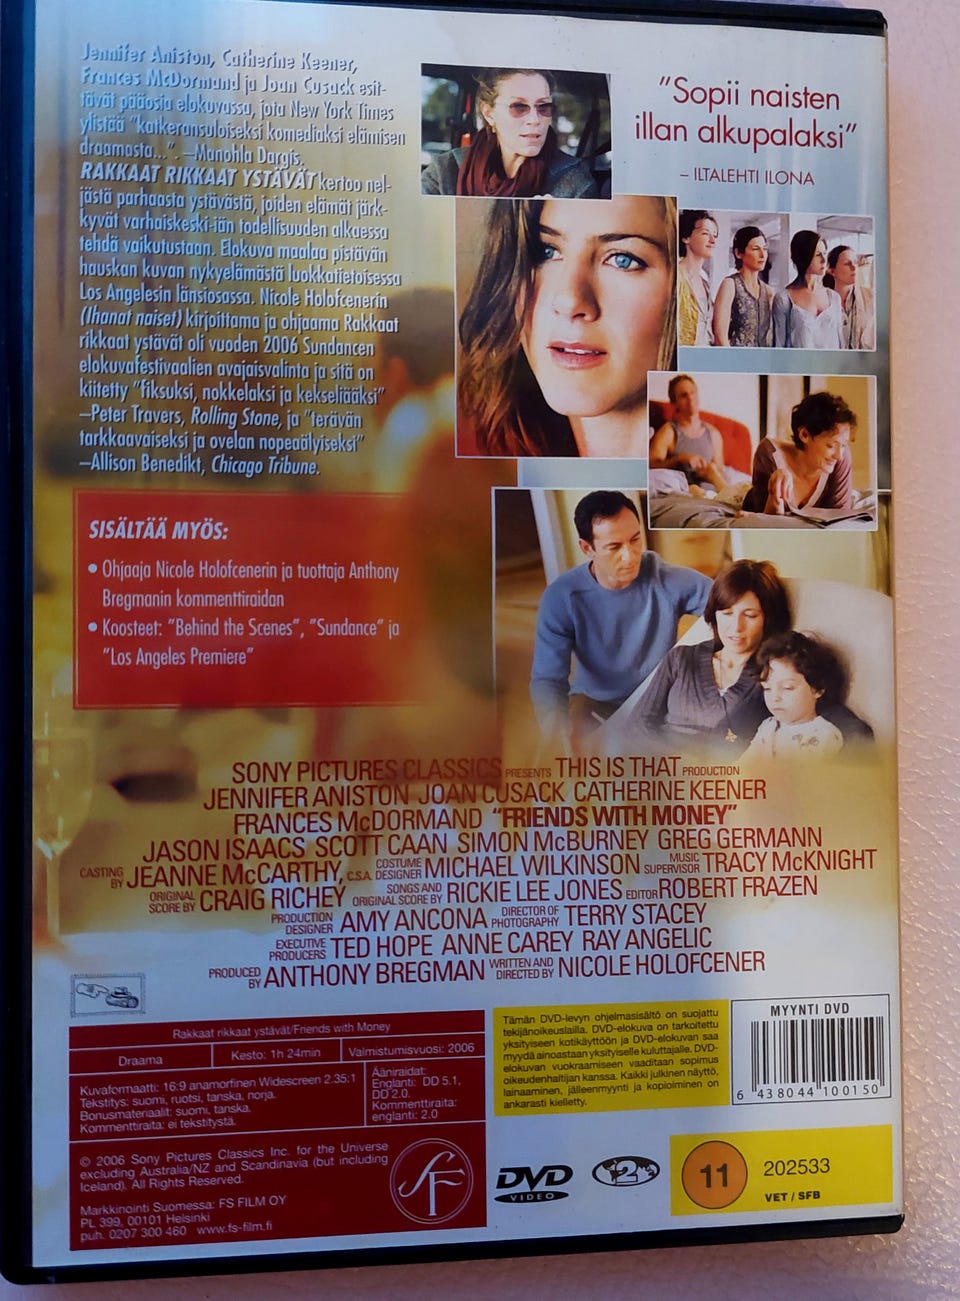 Jennifer Aniston, Catherine Keener,
Frances McDormand ja Joan Cusack esit-
tävät pääosia elokuvassa, jota New York Times
ylistää "katkeransuloiseksi komediaksi elämisen
draamasta...". –Manohla Dargis.
RAKKAAT RIKKAAT YSTÄVÄT kertoo nel-
jästä parhaasta ystävästä, joiden elämät järk-
kyvät varhaiskeski-iän todellisuuden alkaessa
tehdä vaikutustaan. Elokuva maalaa pistävän
hauskan kuvan nykyelämästä luokkatietoisessa
Los Angelesin länsiosassa. Nicole Holofcenerin
(Ihanat naiset) kirjoittama ja ohjaama Rakkaat
rikkaat ystävät oli vuoden 2006 Sundancen
elokuvafestivaalien avajaisvalinta ja sitä on
kiitetty "fiksuksi, nokkelaksi ja kekseliääksi"
–Peter Travers, Rolling Stone, ja "terävän
tarkkaavaiseksi ja ovelan nopeaälyiseksi"
–Allison Benedikt, Chicago Tribune.
"Sopii naisten
illan alkupalaksi"
– ILTALEHTI ILONA
SISÄLTÄÄ MYÖS:
• Ohjaaja Nicole Holofcenerin ja tuottaja Anthony
Bregmanin kommenttiraidan
• Koosteet: "Behind the Scenes", "Sundance" ja
"Los Angeles Premiere"
SONY PICTURES CLASSICS PRESENTS THIS IS THAT PRODUCTION
JENNIFER ANISTON JOAN CUSACK CATHERINE KEENER
FRANCES McDORMAND "FRIENDS WITH MONEY"
JASON ISAACS SCOTT CAAN SIMON McBURNEY GREG GERMANN
CASTING BY JEANNE McCARTHY, C.S.A. COSTUME DESIGNER MICHAEL WILKINSON MUSIC SUPERVISOR TRACY McKNIGHT
ORIGINAL SCORE BY CRAIG RICHEY SONGS AND ORIGINAL SCORE BY RICKIE LEE JONES EDITOR ROBERT FRAZEN
PRODUCTION DESIGNER AMY ANCONA DIRECTOR OF PHOTOGRAPHY TERRY STACEY
EXECUTIVE PRODUCERS TED HOPE ANNE CAREY RAY ANGELIC
PRODUCED BY ANTHONY BREGMAN WRITTEN AND DIRECTED BY NICOLE HOLOFCENER
Rakkaat rikkaat ystävät/Friends with Money
Draama
Kesto: 1h 24min
Valmistumisvuosi: 2006
Kuvaformaatti: 16:9 anamorfinen Widescreen 2.35:1
Tekstitys: suomi, ruotsi, tanska, norja.
Bonusmateriaalit: suomi, tanska.
Kommenttiraita: ei tekstitystä.
Ääniraidat:
Englanti: DD 5.1,
DD 2.0.
Kommenttiraita:
englanti: 2.0
© 2006 Sony Pictures Classics Inc. for the Universe
excluding Australia/NZ and Scandinavia (but including
Iceland). All Rights Reserved.
Markkinointi Suomessa: FS FILM OY
PL 399, 00101 Helsinki
puh. 0207 300 460 www.fs-film.fi
SF
Tämän DVD-levyn ohjelmasisältö on suojattu
tekijänoikeuslailla. DVD-elokuva on tarkoitettu
yksityiseen kotikäyttöön ja DVD-elokuvan saa
myydä ainoastaan yksityiselle kuluttajalle. DVD-
elokuvan vuokraamiseen vaaditaan sopimus
oikeudenhaltijan kanssa. Kaikki julkinen näyttö,
lainaaminen, jälleenmyynti ja kopioiminen on
ankarasti kielletty.
MYYNTI DVD
6 438044 100150
DVD
VIDEO
2
11
202533
VET / SFB